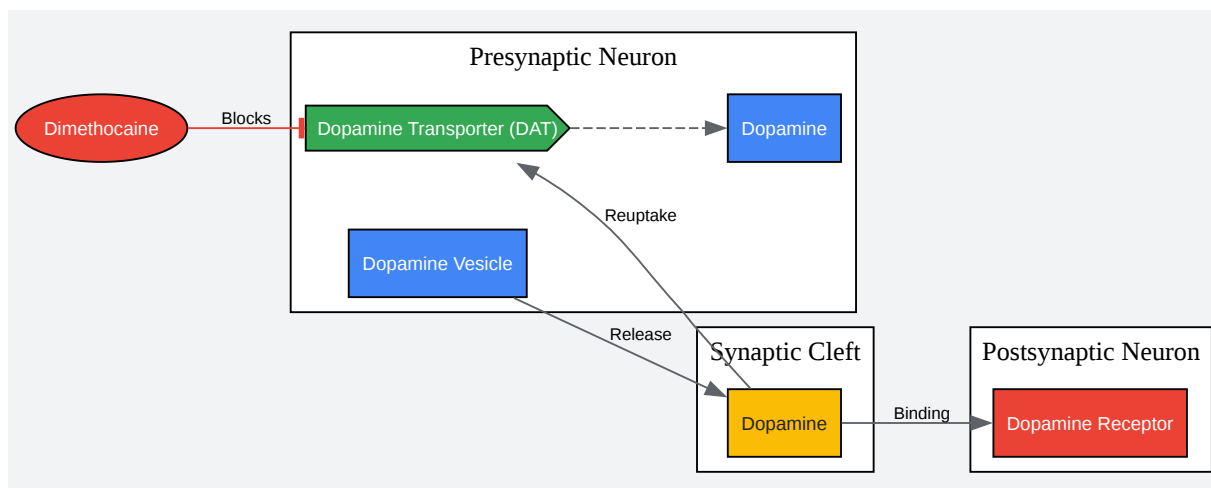 Presynaptic Neuron
Dimethocaine
Blocks
Dopamine Transporter (DAT)
Dopamine
Reuptake
Dopamine Vesicle
Release
Synaptic Cleft
Postsynaptic Neuron
Dopamine
Binding
Dopamine Receptor